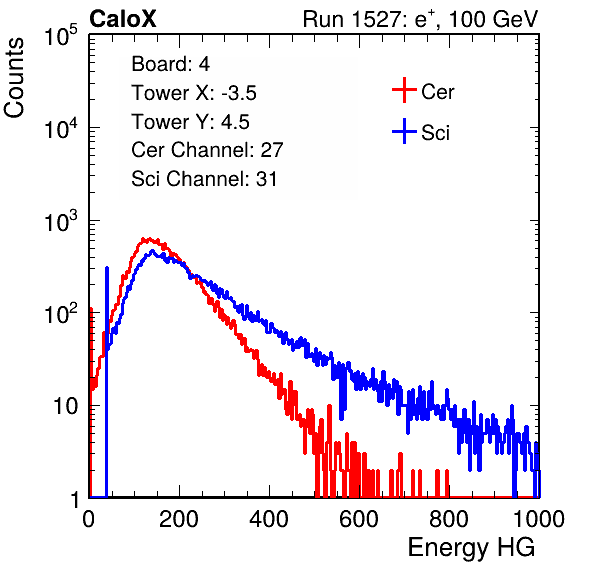 CaloX Run 1527: e⁺, 100 GeV
Counts
Board: 4
Tower X: -3.5
Tower Y: 4.5
Cer Channel: 27
Sci Channel: 31
Cer
Sci
10⁵
10⁴
10³
10²
10
1
0 200 400 600 800 1000
Energy HG